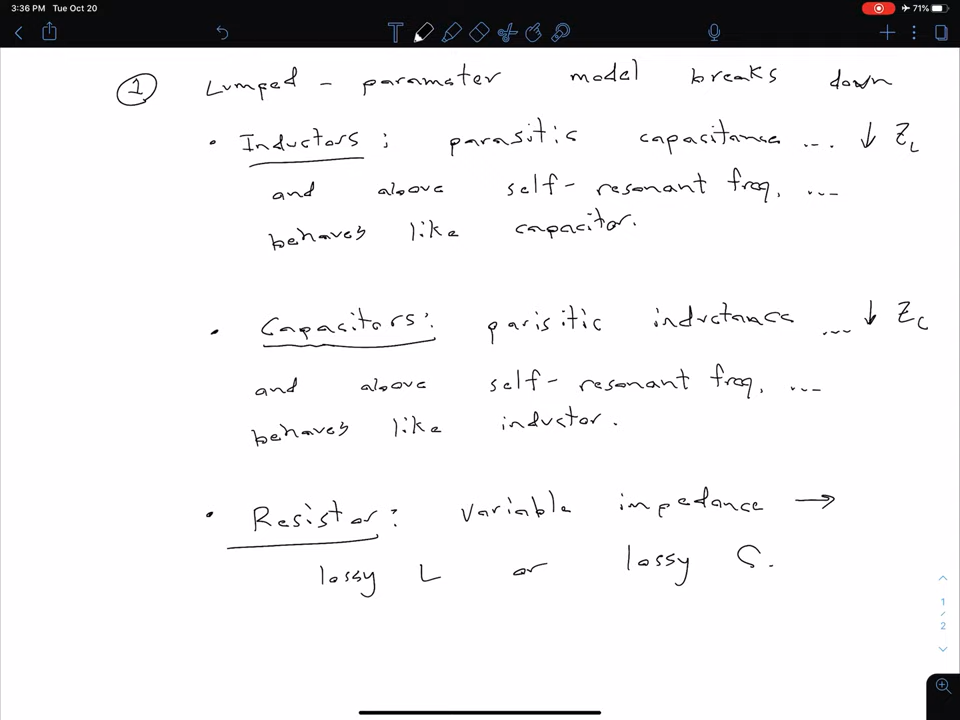 3:36 PM Tue Oct 20
71%
① Lumped - parameter model breaks down
• Inductors : parasitic capacitance ... ↓ Z_L
and above self-resonant freq. ...
behaves like capacitor.
• Capacitors: parisitic inductance ... ↓ Z_C
and above self-resonant freq. ...
behaves like inductor.
• Resistor: variable impedance →
lossy L or lossy C.
1
/
2